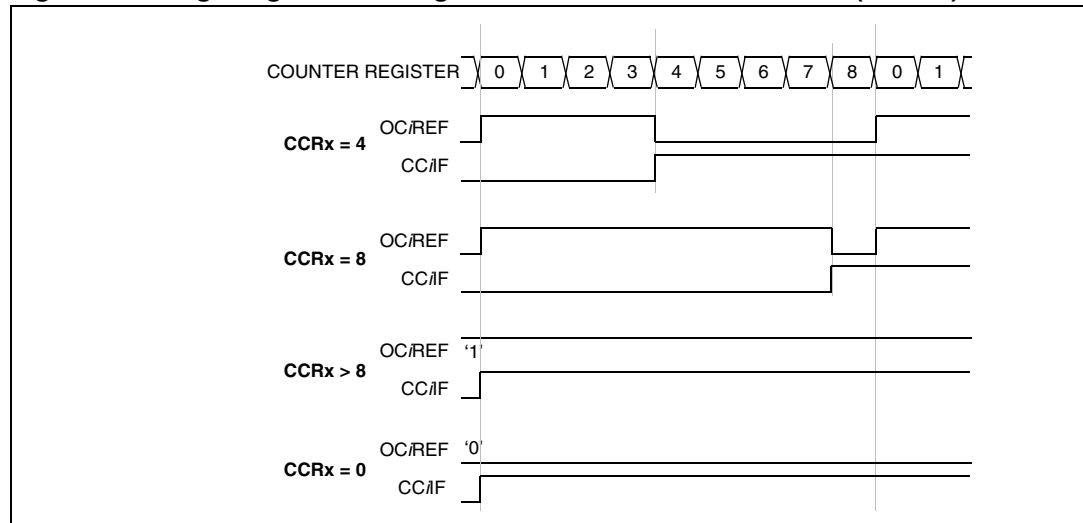 COUNTER REGISTER 0 1 2 3 4 5 6 7 8 0 1
CCRx = 4
OCiREF
CCiIF
CCRx = 8
OCiREF
CCiIF
CCRx > 8
OCiREF ‘1’
CCiIF
CCRx = 0
OCiREF ‘0’
CCiIF